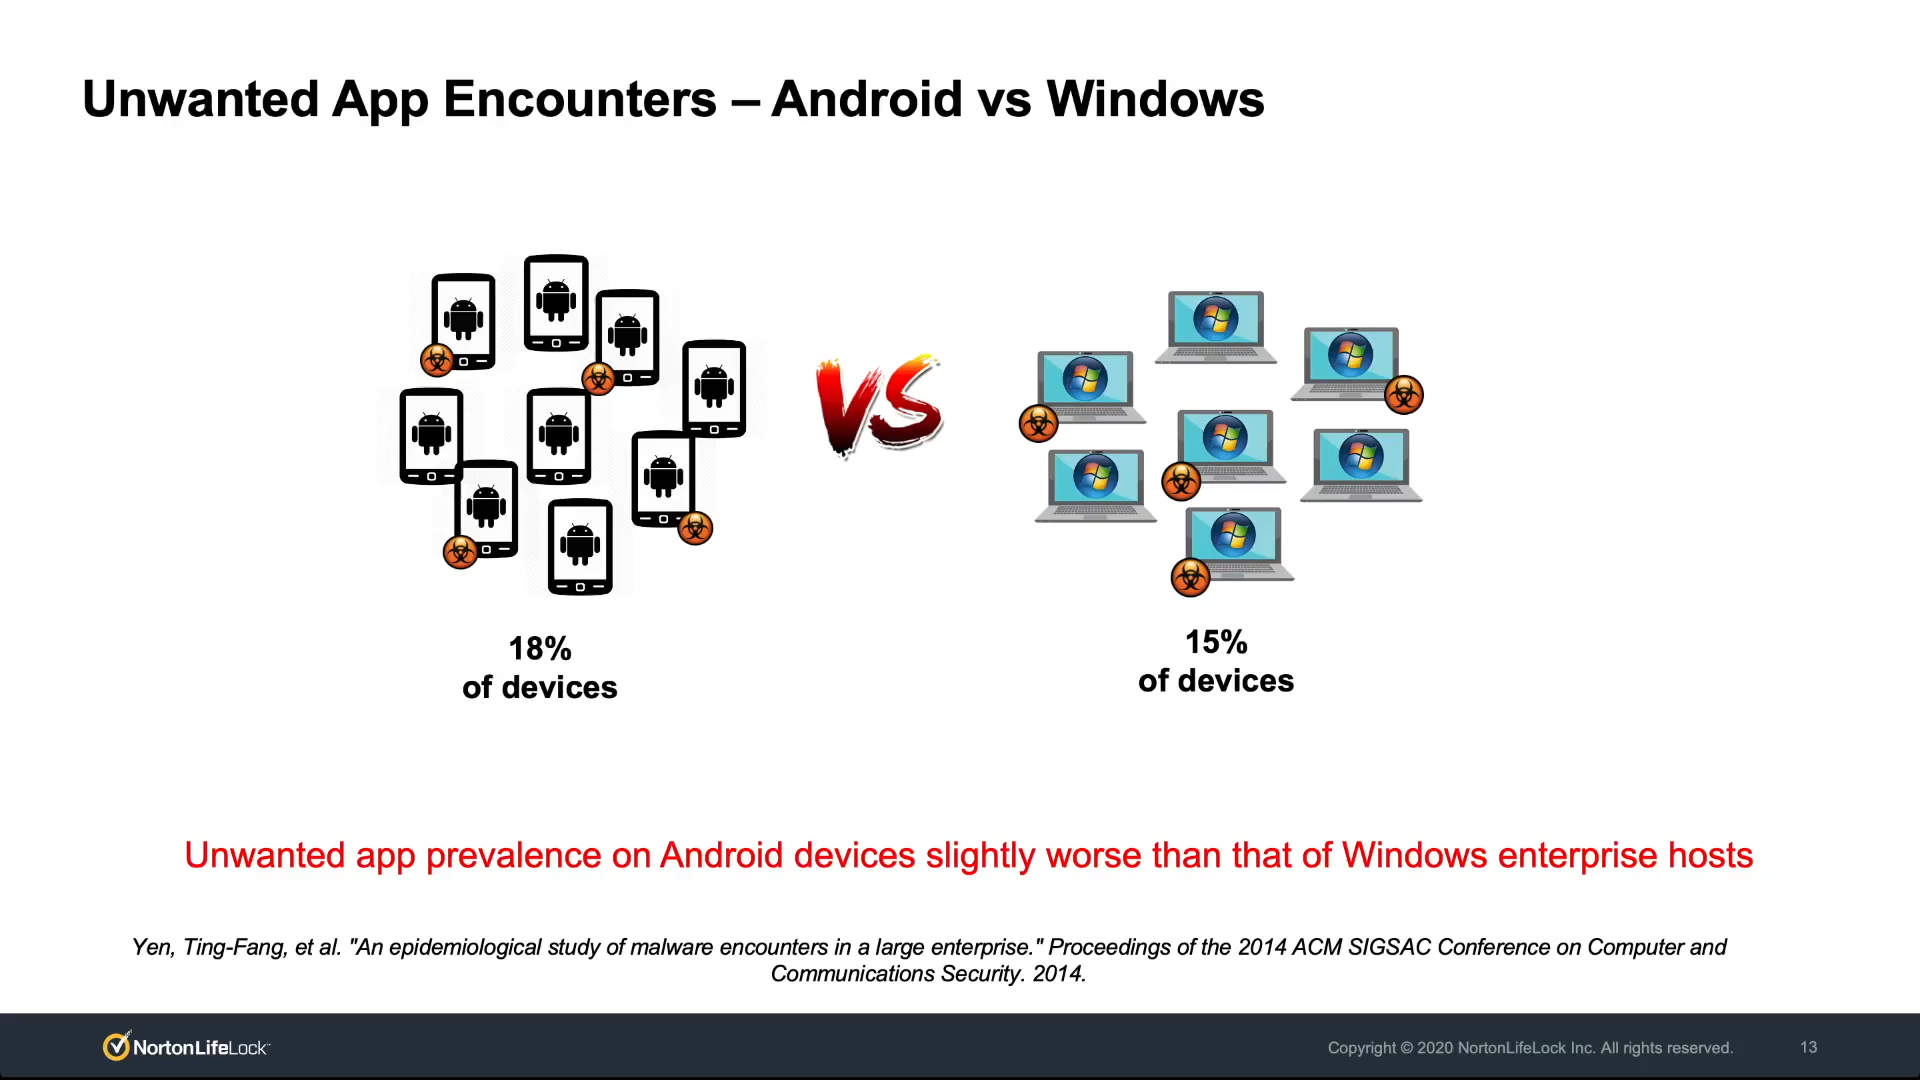 Unwanted App Encounters – Android vs Windows
VS
18%
of devices
15%
of devices
Unwanted app prevalence on Android devices slightly worse than that of Windows enterprise hosts
Yen, Ting-Fang, et al. "An epidemiological study of malware encounters in a large enterprise." Proceedings of the 2014 ACM SIGSAC Conference on Computer and
Communications Security. 2014.
NortonLifeLock™
Copyright © 2020 NortonLifeLock Inc. All rights reserved.
13